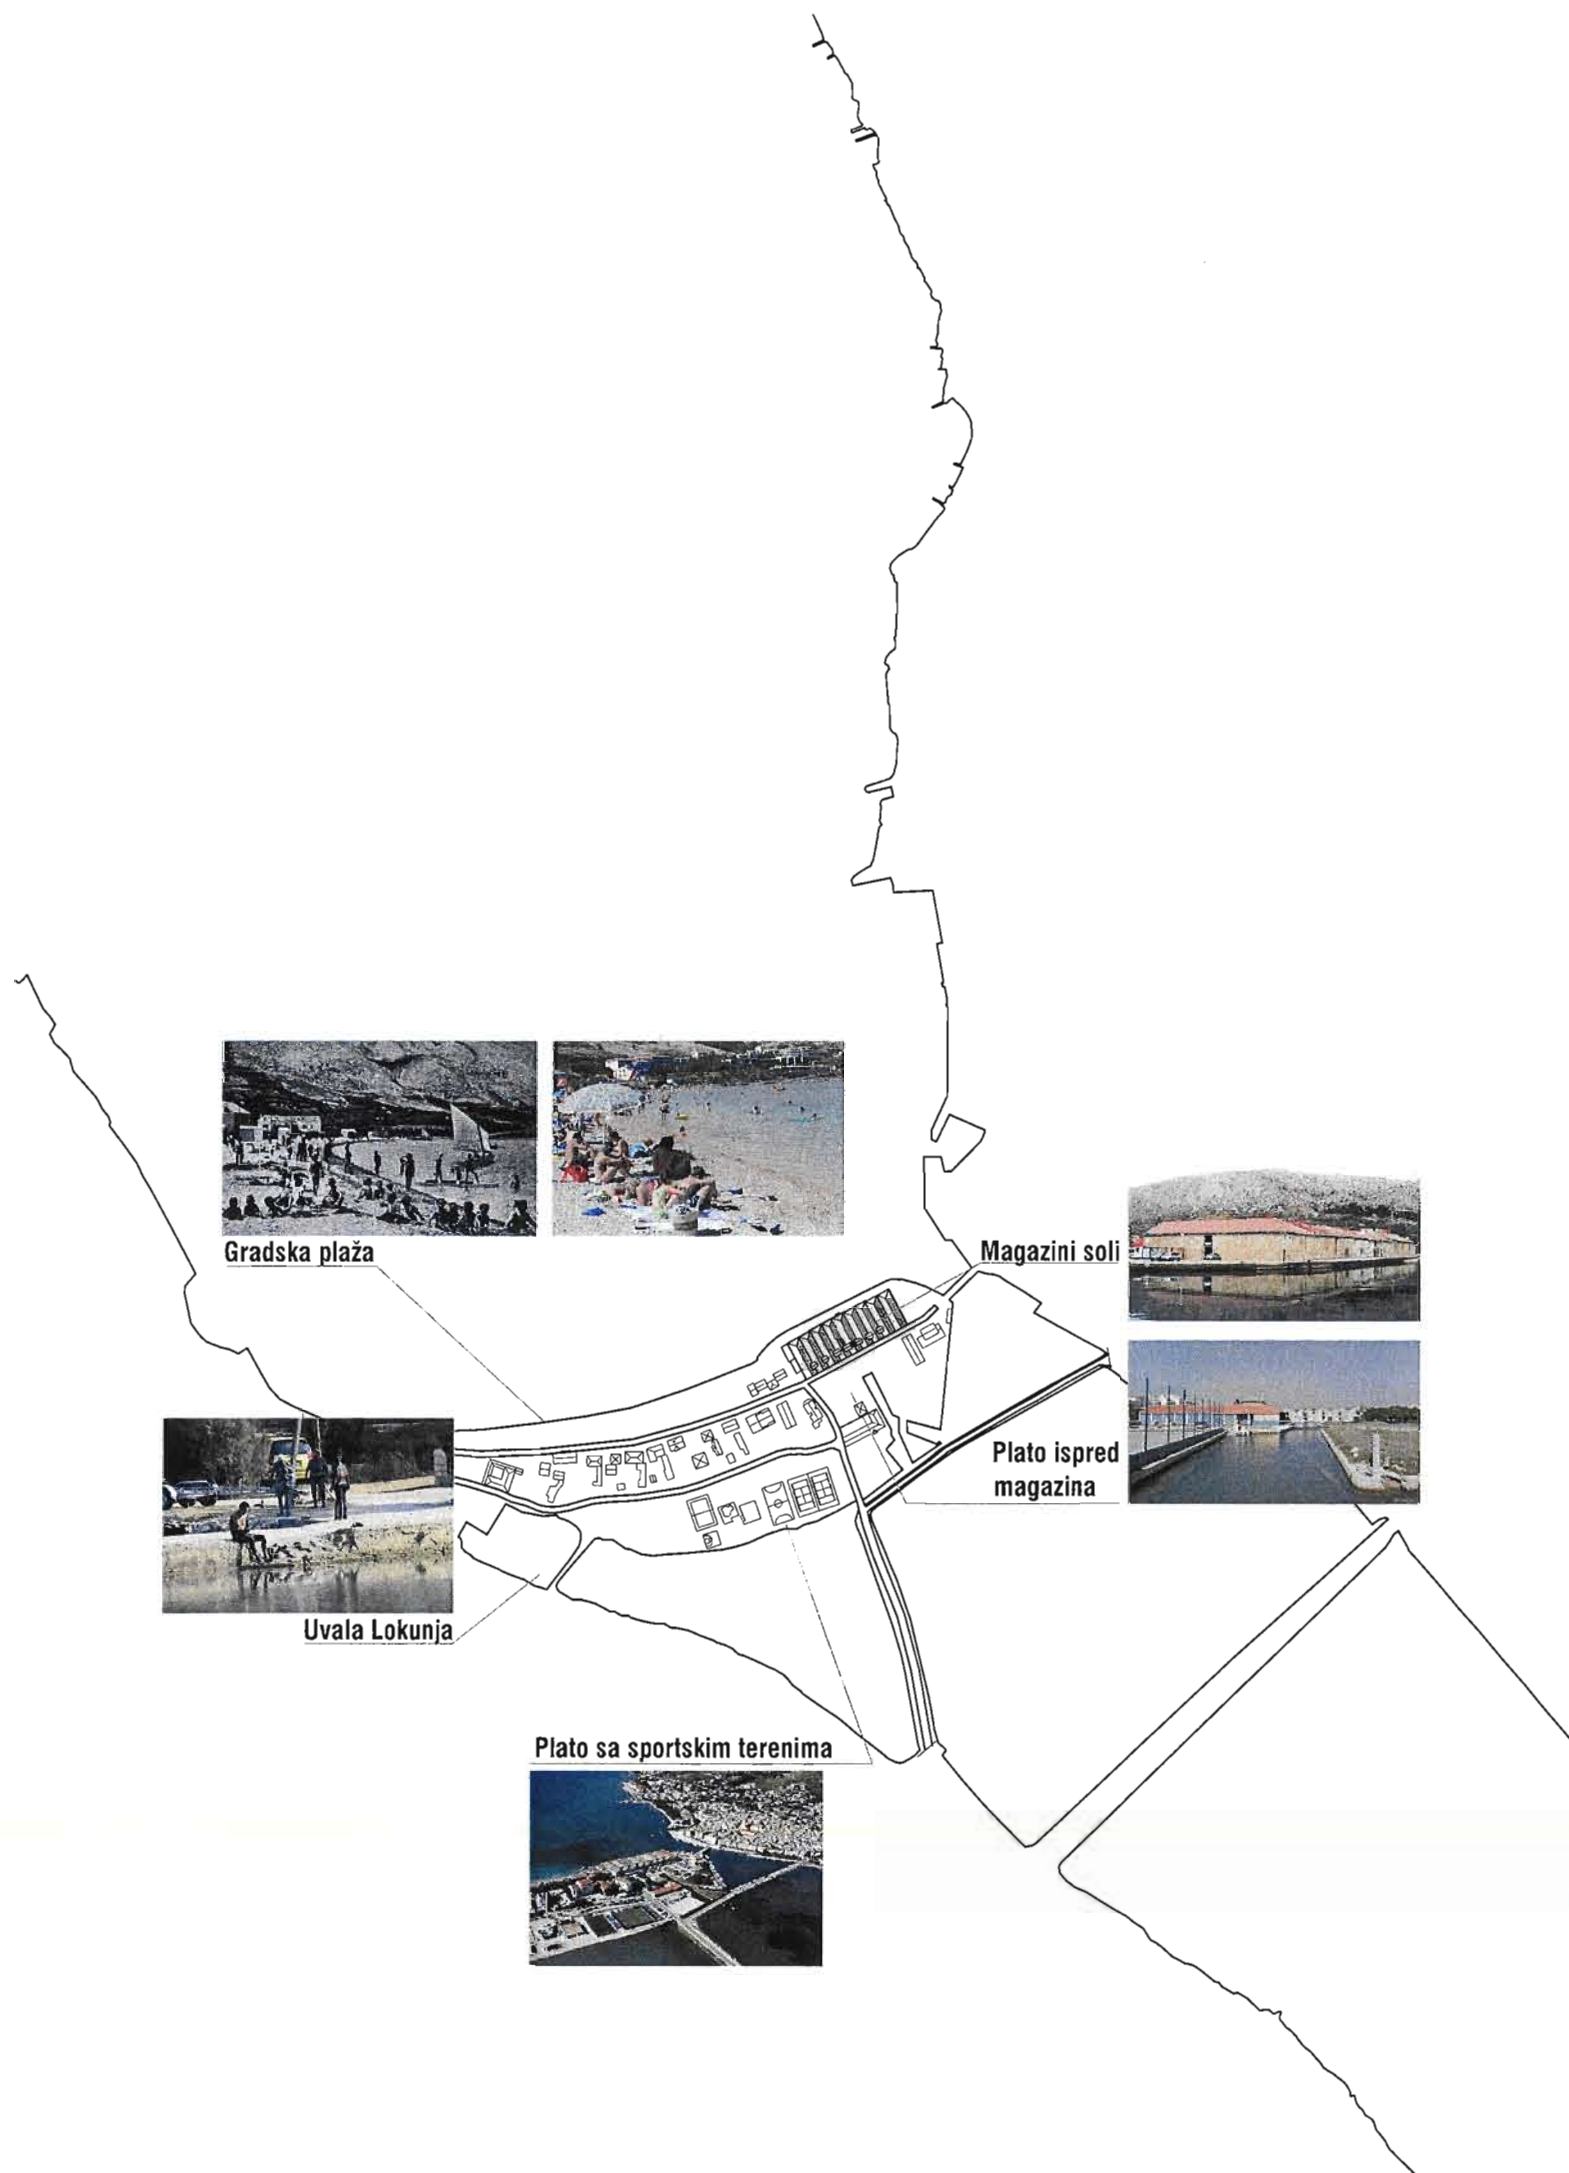 Gradska plaža
Magazini soli
Plato ispred
magazina
Uvala Lokunja
Plato sa sportskim terenima